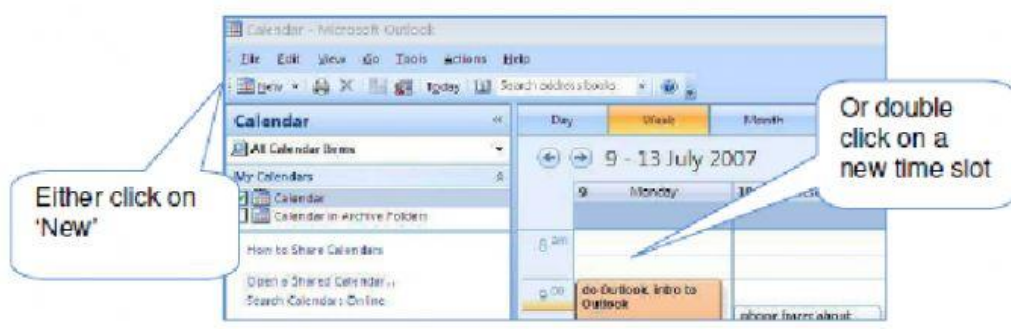 Calendar - Microsoft Outlook
File Edit View Go Tools Actions Help
New Today Search address books
Calendar «
Day Week Month
All Calendar Items
9 - 13 July 2007
My Calendars
9 Monday
Calendar
Calendar in Archive Folders
8 am
How to Share Calendars
Open a Shared Calendar...
Search Calendars Online
9 00
do Outlook intro to
Outlook
phone frazer about
Either click on
‘New’
Or double
click on a
new time slot